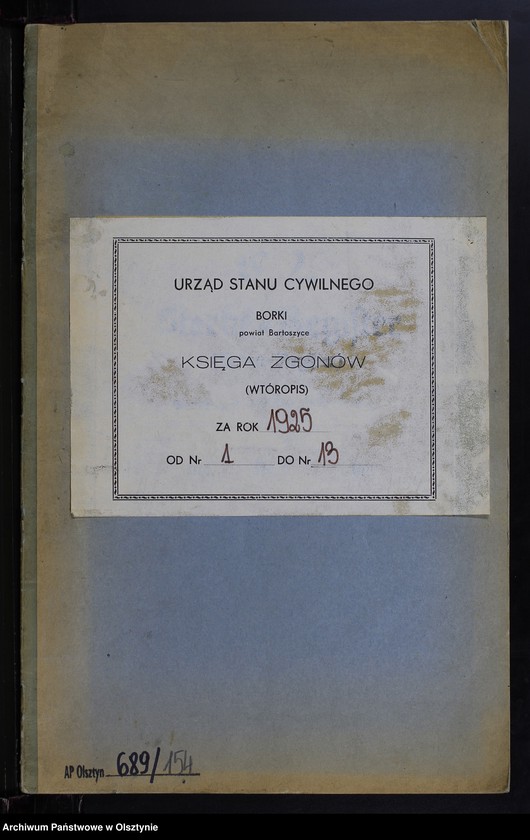 URZĄD STANU CYWILNEGO
BORKI
powiat Bartoszyce
KSIĘGA ZGONÓW
(WTÓROPIS)
ZA ROK 1925
OD Nr 1 DO Nr 13
AP Olsztyn 689/154
Archiwum Państwowe w Olsztynie